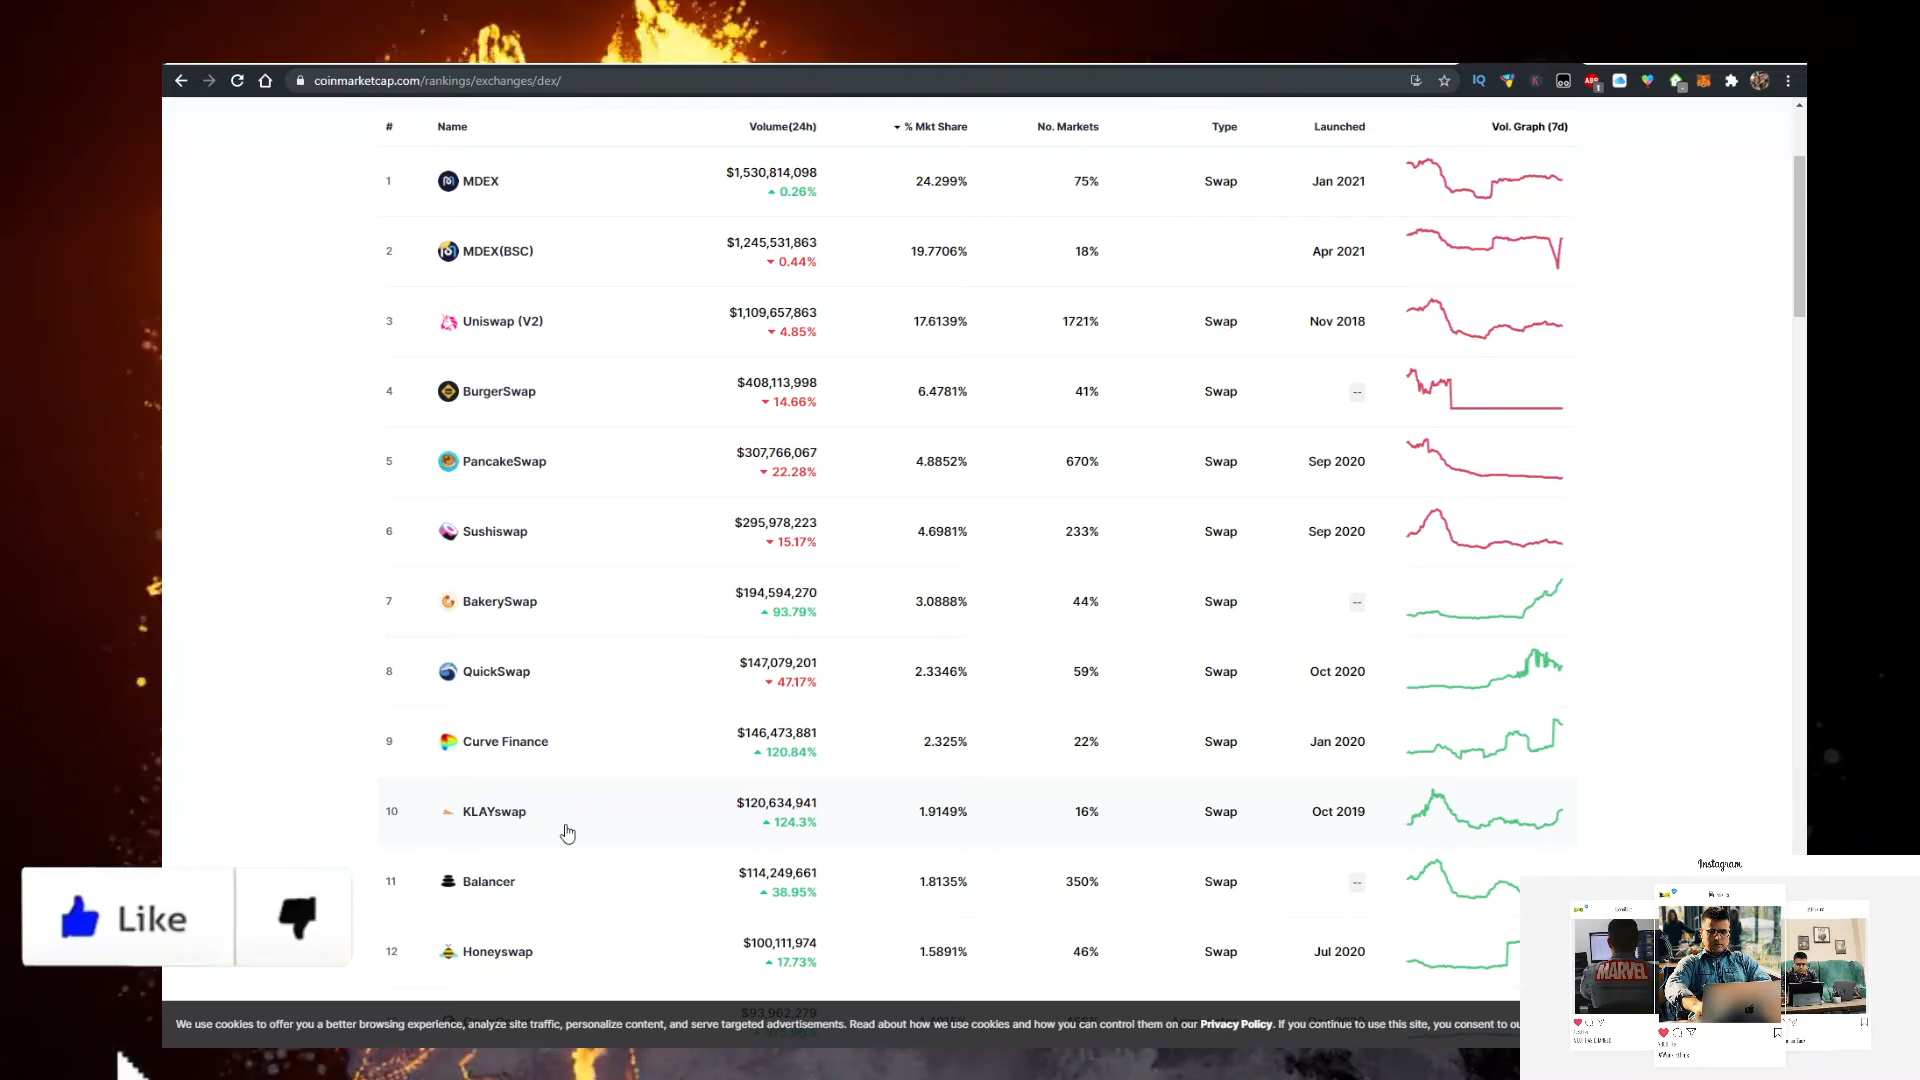 coinmarketcap.com/rankings/exchanges/dex/
# Name Volume(24h) % Mkt Share No. Markets Type Launched Vol. Graph (7d)
1 MDEX $1,530,814,098 24.299% 75% Swap Jan 2021
0.26%
2 MDEX(BSC) $1,245,531,863 19.7706% 18% Apr 2021
0.44%
3 Uniswap (V2) $1,109,657,863 17.6139% 1721% Swap Nov 2018
4.85%
4 BurgerSwap $408,113,998 6.4781% 41% Swap --
14.66%
5 PancakeSwap $307,766,067 4.8852% 670% Swap Sep 2020
22.28%
6 Sushiswap $295,978,223 4.6981% 233% Swap Sep 2020
15.17%
7 BakerySwap $194,594,270 3.0888% 44% Swap --
93.79%
8 QuickSwap $147,079,201 2.3346% 59% Swap Oct 2020
47.17%
9 Curve Finance $146,473,881 2.325% 22% Swap Jan 2020
120.84%
10 KLAYswap $120,634,941 1.9149% 16% Swap Oct 2019
124.3%
11 Balancer $114,249,661 1.8135% 350% Swap --
38.95%
12 Honeyswap $100,111,974 1.5891% 46% Swap Jul 2020
17.73%
$93,962,279
We use cookies to offer you a better browsing experience, analyze site traffic, personalize content, and serve targeted advertisements. Read about how we use cookies and how you can control them on our Privacy Policy. If you continue to use this site, you consent to ou
Like
Instagram
MARVEL